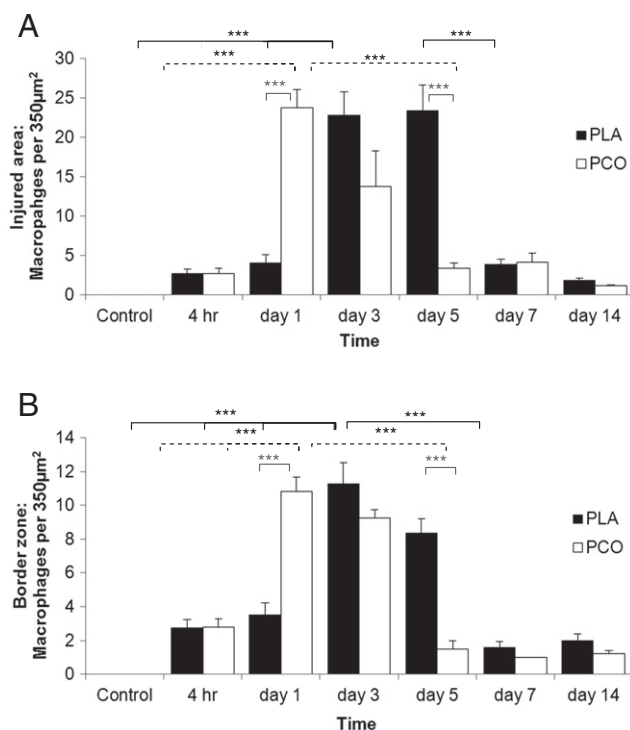 A
*** ***
*** ***
*** ***
30
25
20
15
10
5
0
Injured area:
Macropahges per 350µm²
PLA
PCO
Control 4 hr day 1 day 3 day 5 day 7 day 14
Time
B
*** ***
*** ***
*** ***
14
12
10
8
6
4
2
0
Border zone:
Macrophages per 350µm²
PLA
PCO
Control 4 hr day 1 day 3 day 5 day 7 day 14
Time